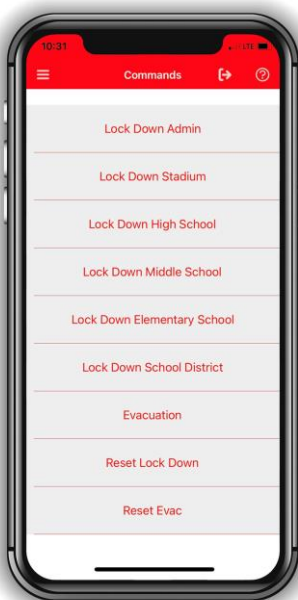 10:31
LTE
Commands
Lock Down Admin
Lock Down Stadium
Lock Down High School
Lock Down Middle School
Lock Down Elementary School
Lock Down School District
Evacuation
Reset Lock Down
Reset Evac